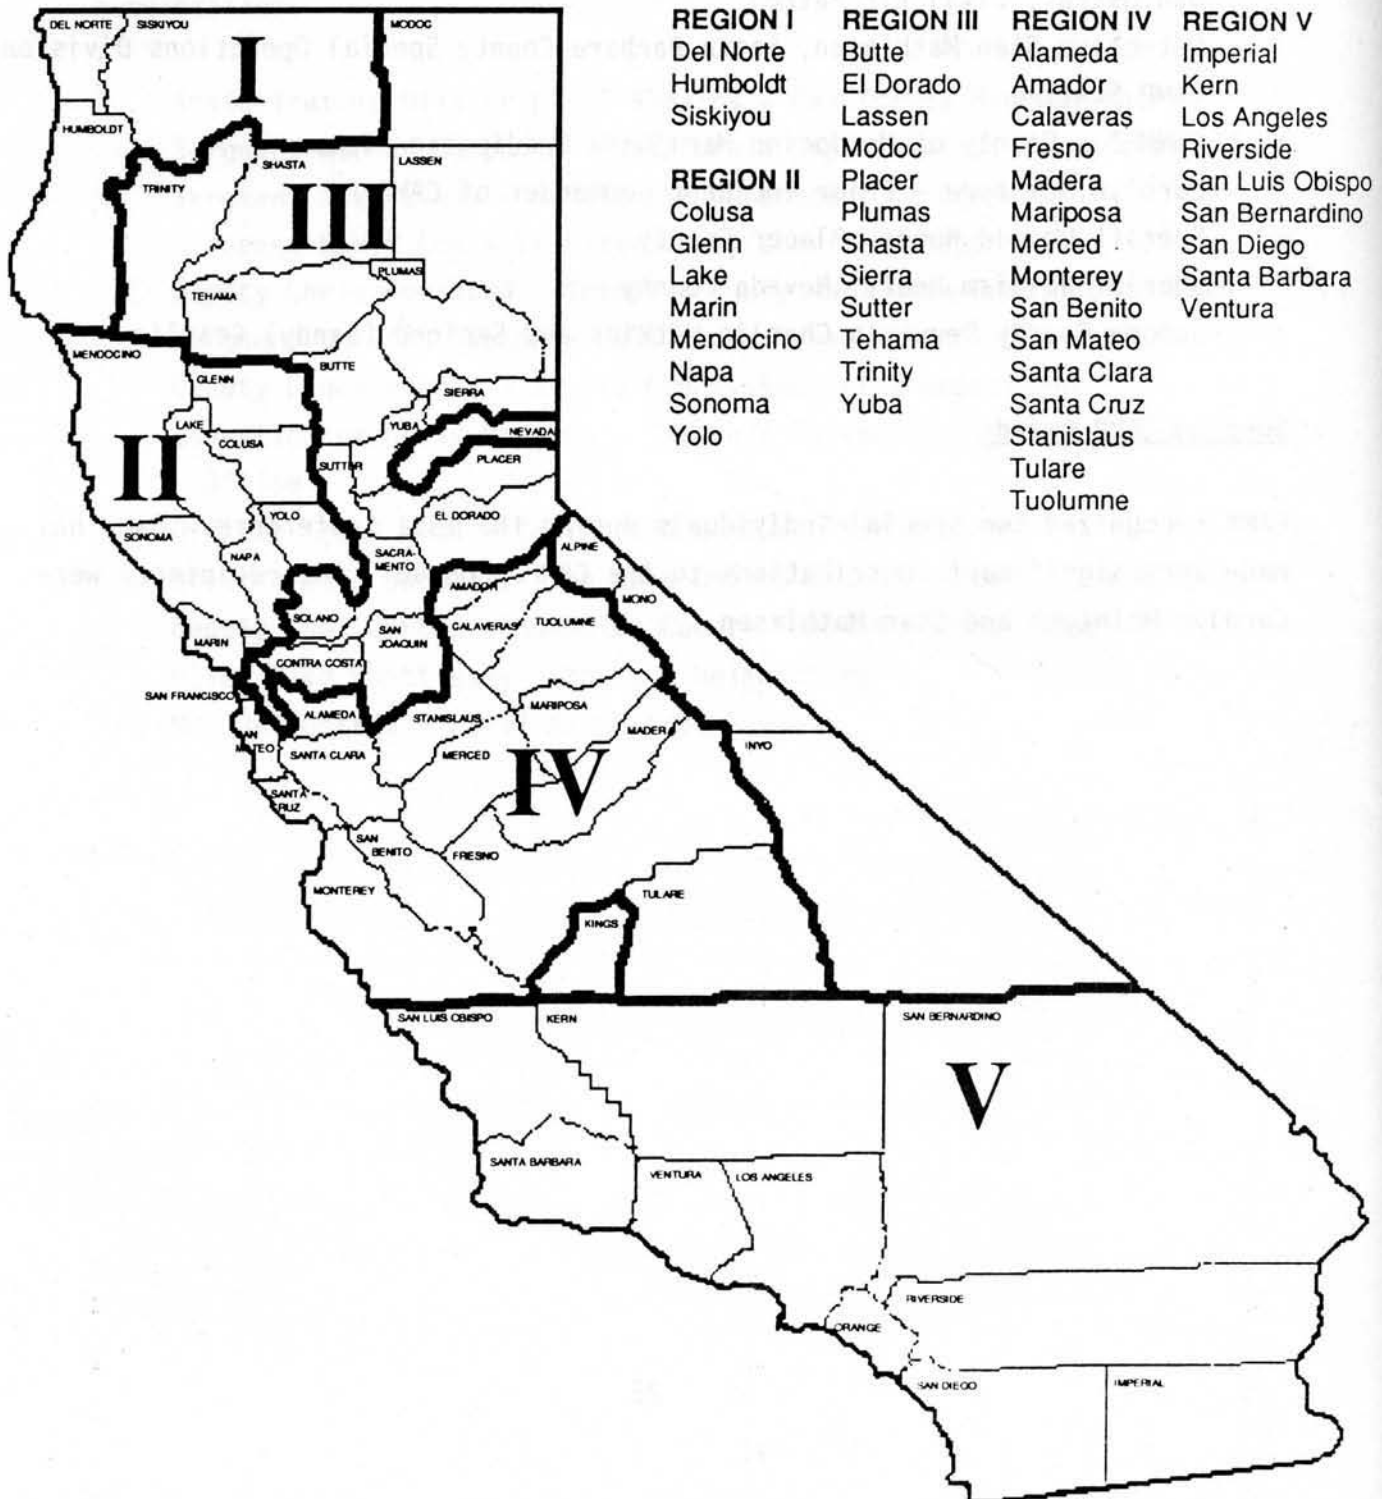 REGION I
Del Norte
Humboldt
Siskiyou
REGION II
Colusa
Glenn
Lake
Marin
Mendocino
Napa
Sonoma
Yolo
REGION III
Butte
El Dorado
Lassen
Modoc
Placer
Plumas
Shasta
Sierra
Sutter
Tehama
Trinity
Yuba
REGION IV
Alameda
Amador
Calaveras
Fresno
Madera
Mariposa
Merced
Monterey
San Benito
San Mateo
Santa Clara
Santa Cruz
Stanislaus
Tulare
Tuolumne
REGION V
Imperial
Kern
Los Angeles
Riverside
San Luis Obispo
San Bernardino
San Diego
Santa Barbara
Ventura
DEL NORTE
SISKIYOU
MODOC
I
HUMBOLDT
TRINITY
SHASTA
LASSEN
III
TEHAMA
PLUMAS
MENDOCINO
GLENN
BUTTE
SIERRA
LAKE
COLUSA
YUBA
NEVADA
II
SUTTER
PLACER
YOLO
EL DORADO
SONOMA
NAPA
SACRA-
MENTO
ALPINE
AMADOR
MONO
SOLANO
MARIN
SAN
JOAQUIN
CALAVERAS
TUOLUMNE
CONTRA COSTA
SAN FRANCISCO
ALAMEDA
STANISLAUS
MARIPOSA
SAN
MATEO
SANTA CLARA
MERCED
MADERA
INYO
IV
SANTA
CRUZ
SAN
BENITO
FRESNO
MONTEREY
TULARE
KINGS
SAN LUIS OBISPO
KERN
SAN BERNARDINO
V
SANTA BARBARA
VENTURA
LOS ANGELES
RIVERSIDE
ORANGE
SAN DIEGO
IMPERIAL